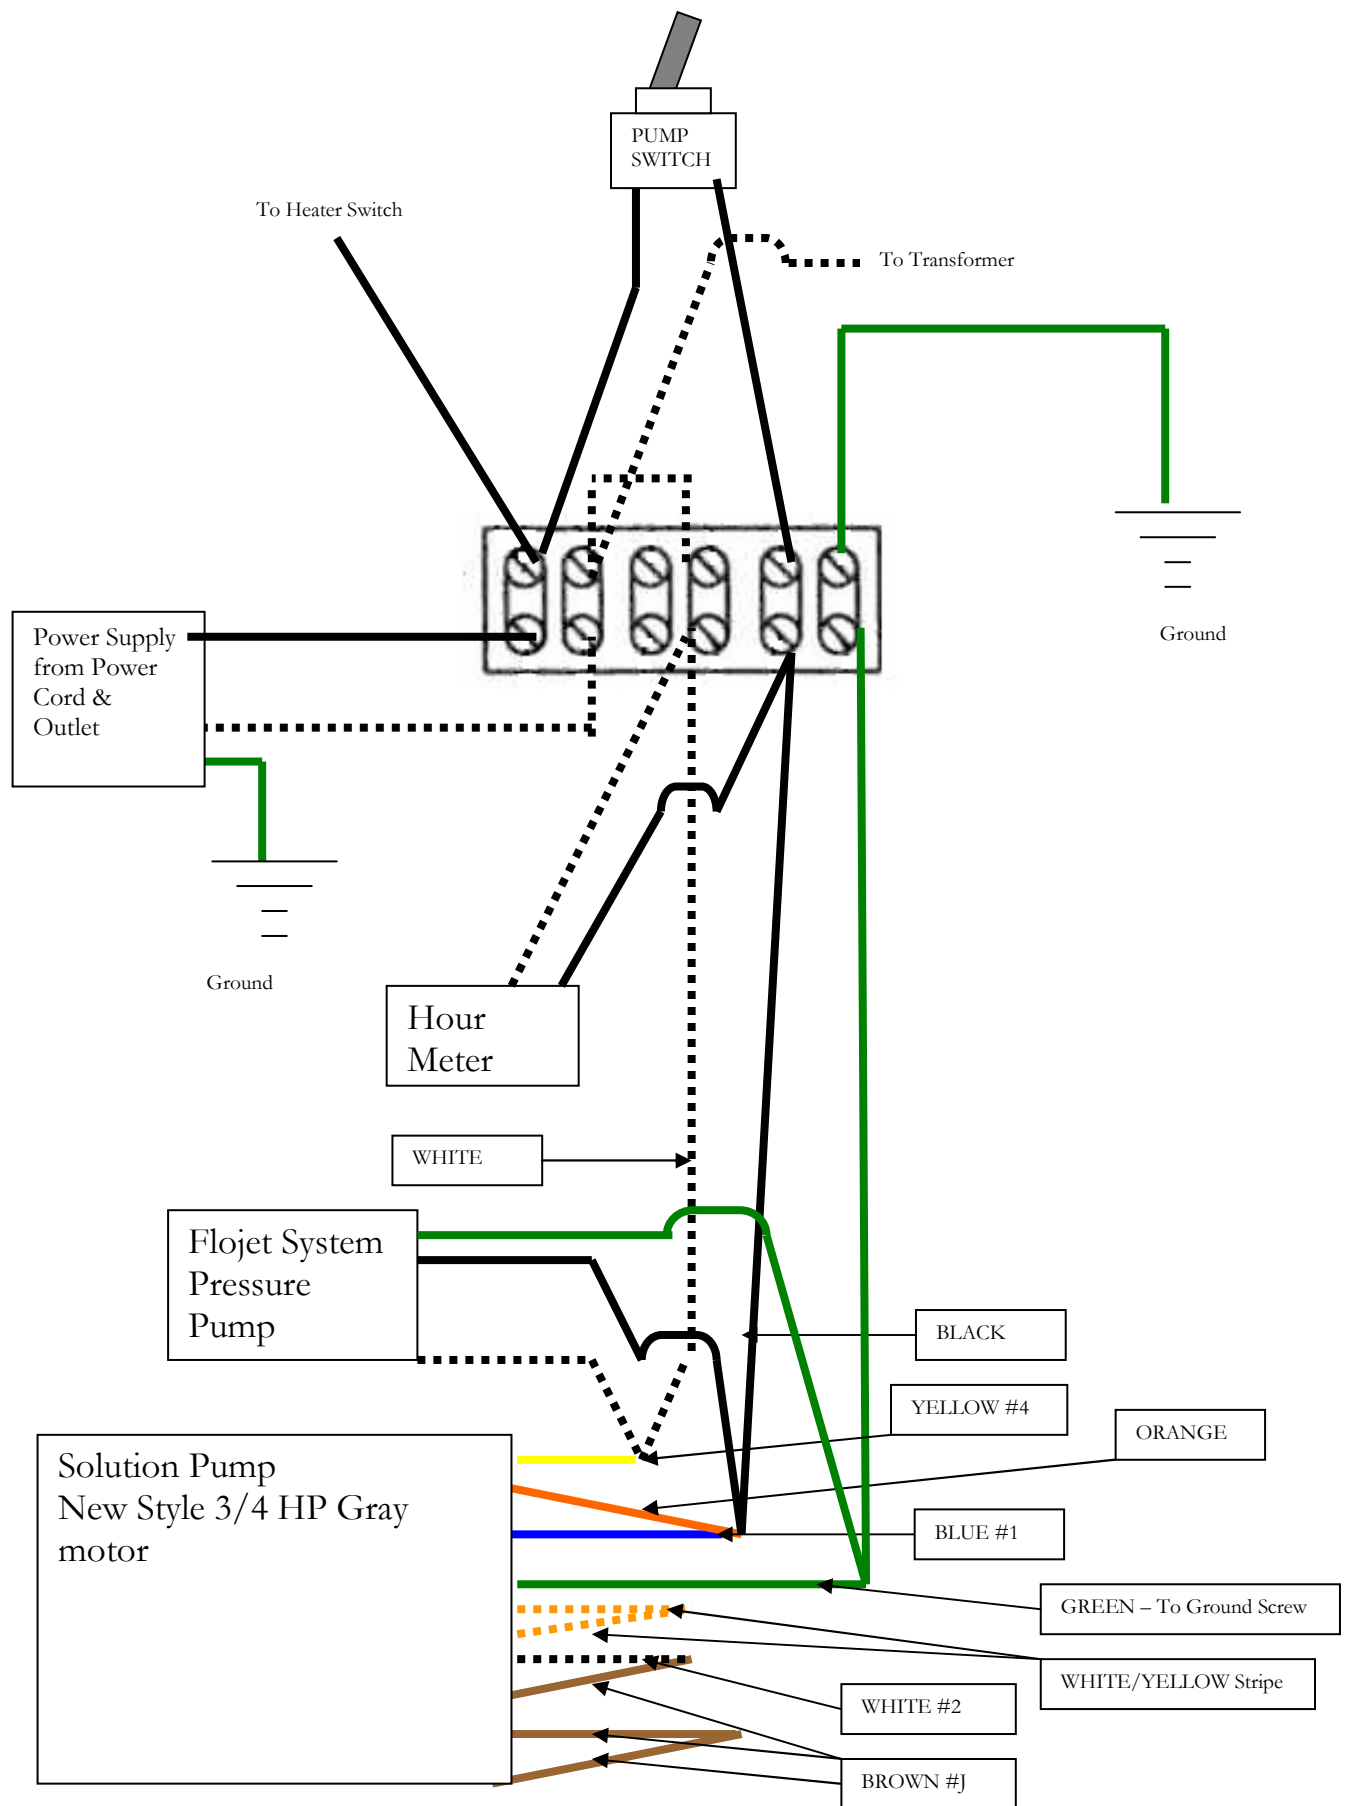 PUMP
SWITCH
To Heater Switch
To Transformer
Power Supply
from Power
Cord &
Outlet
Ground
Ground
Hour
Meter
WHITE
Flojet System
Pressure
Pump
BLACK
YELLOW #4
ORANGE
Solution Pump
New Style 3/4 HP Gray
motor
BLUE #1
GREEN – To Ground Screw
WHITE/YELLOW Stripe
WHITE #2
BROWN #J